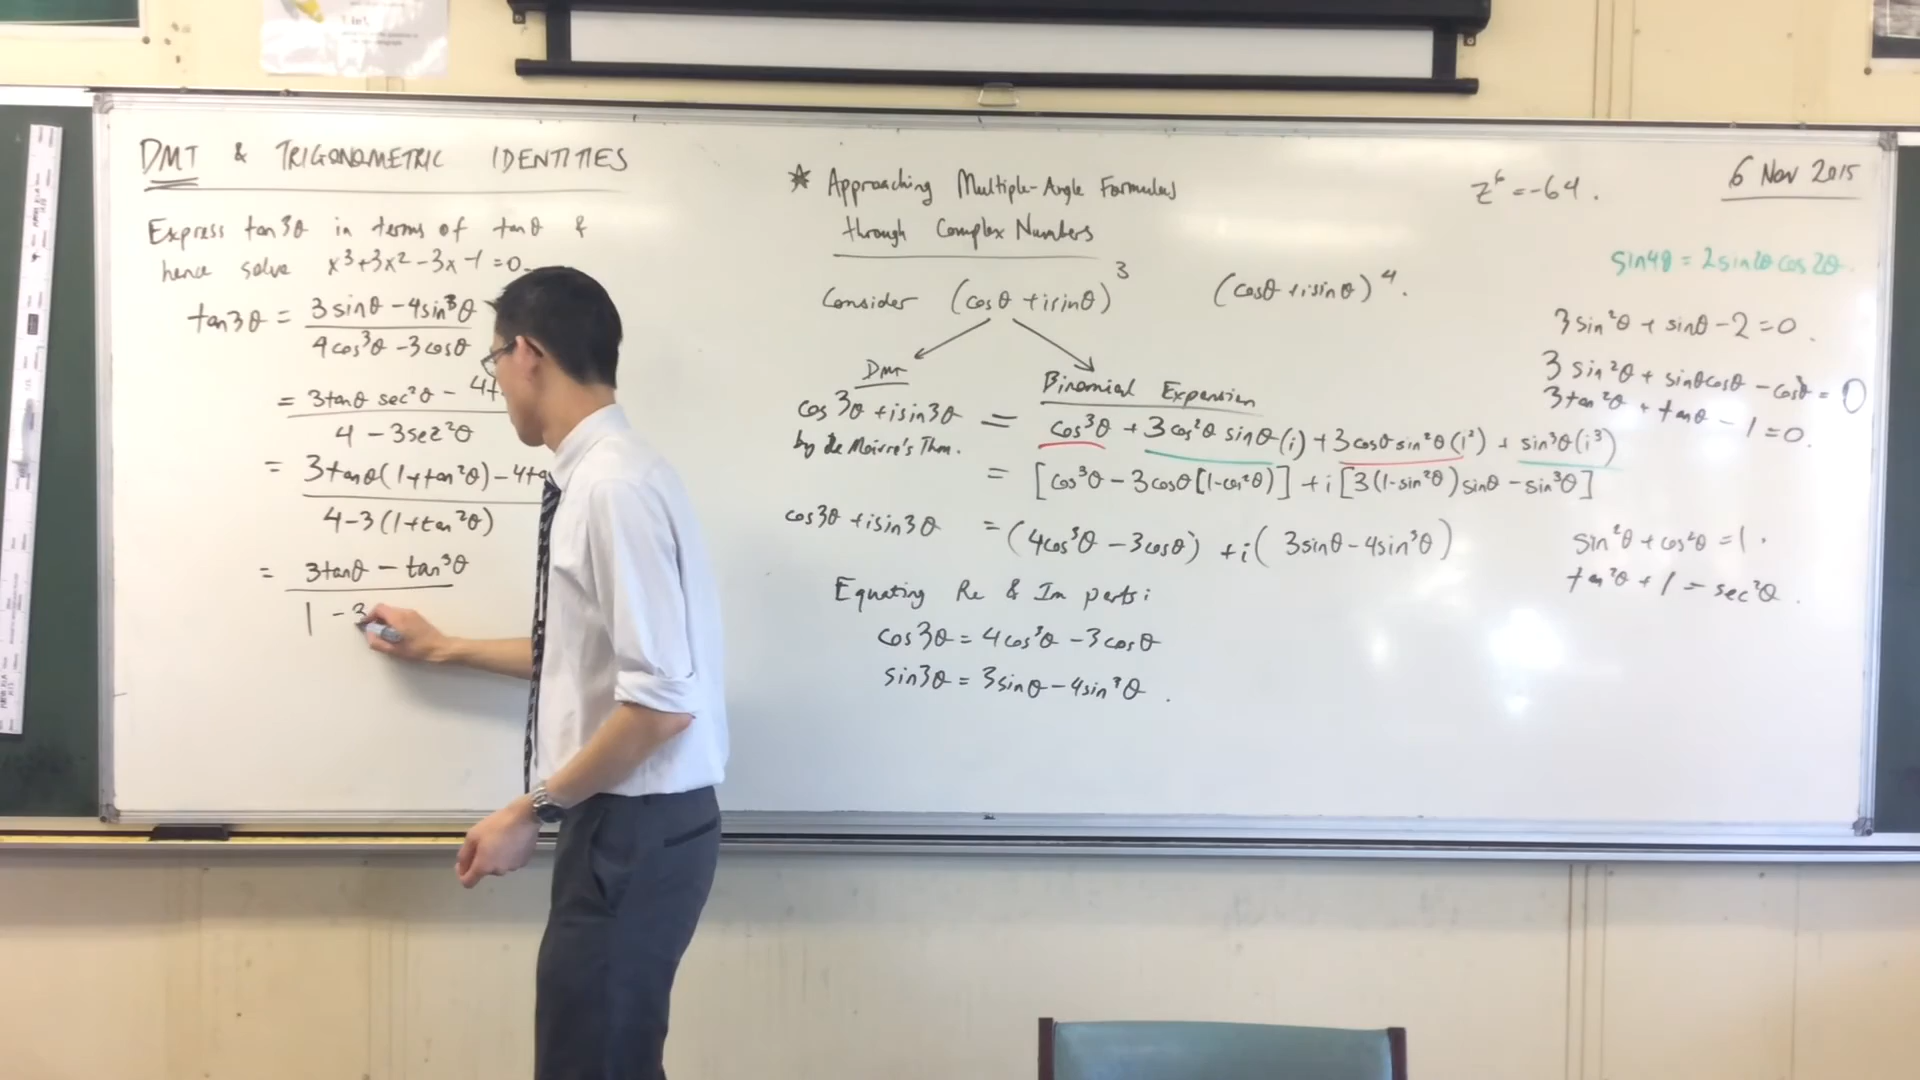 DMT & TRIGONOMETRIC IDENTITIES
Express tan3θ in terms of tanθ &
hence solve x³+3x²-3x-1=0
tan3θ = (3sinθ - 4sin³θ)/(4cos³θ - 3cosθ)
= (3tanθ sec²θ - 4t)/(4 - 3sec²θ)
= (3tanθ(1+tan²θ) - 4ta)/(4-3(1+tan²θ))
= (3tanθ - tan³θ)/(1 - 3
* Approaching Multiple-Angle Formulas
through Complex Numbers
Consider (cosθ + isinθ)³ (cosθ + isinθ)⁴.
DMT
Binomial Expansion
cos3θ + isin3θ = cos³θ + 3cos²θ sinθ(i) + 3cosθ sin²θ(i²) + sin³θ(i³)
by de Moivre's Thm.
= [cos³θ - 3cosθ[1-cos²θ)] + i[3(1-sin²θ)sinθ - sin³θ]
cos3θ + isin3θ = (4cos³θ - 3cosθ) + i(3sinθ - 4sin³θ)
Equating Re & Im parts:
cos3θ = 4cos³θ - 3cosθ
sin3θ = 3sinθ - 4sin³θ.
z⁶ = -64.
6 Nov 2015
sin4θ = 2sin2θ cos2θ.
3sin²θ + sinθ - 2 = 0.
3sin²θ + sinθcosθ - cos²θ = 0
3tan²θ + tanθ - 1 = 0.
sin²θ + cos²θ = 1.
tan²θ + 1 = sec²θ.